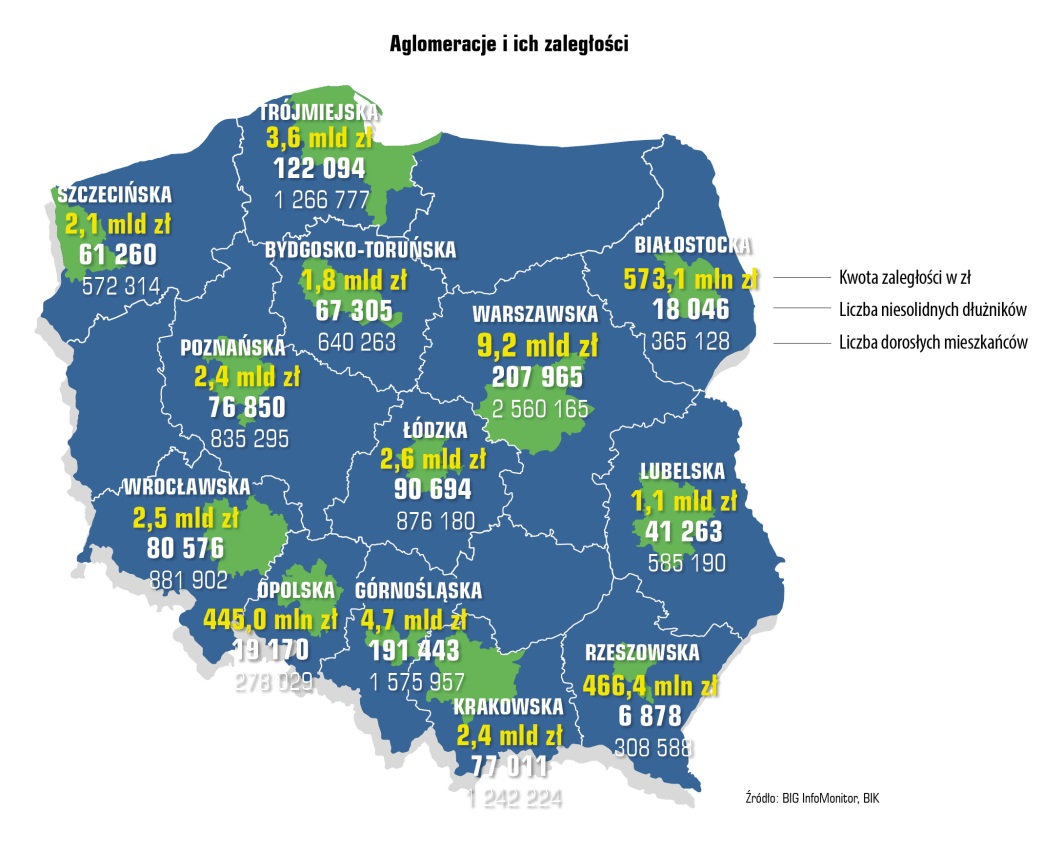 Aglomeracje i ich zaległości
TRÓJMIEJSKA
3,6 mld zł
122 094
1 266 777
SZCZECIŃSKA
2,1 mld zł
61 260
572 314
BYDGOSKO-TORUŃSKA
1,8 mld zł
67 305
640 263
BIAŁOSTOCKA
573,1 mln zł
18 046
365 128
Kwota zaległości w zł
Liczba niesolidnych dłużników
Liczba dorosłych mieszkańców
WARSZAWSKA
9,2 mld zł
207 965
2 560 165
POZNAŃSKA
2,4 mld zł
76 850
835 295
ŁÓDZKA
2,6 mld zł
90 694
876 180
LUBELSKA
1,1 mld zł
41 263
585 190
WROCŁAWSKA
2,5 mld zł
80 576
881 902
OPOLSKA
445,0 mln zł
19 170
278 029
GÓRNOŚLĄSKA
4,7 mld zł
191 443
1 575 957
RZESZOWSKA
466,4 mln zł
6 878
308 588
KRAKOWSKA
2,4 mld zł
77 011
1 242 224
Źródło: BIG InfoMonitor, BIK